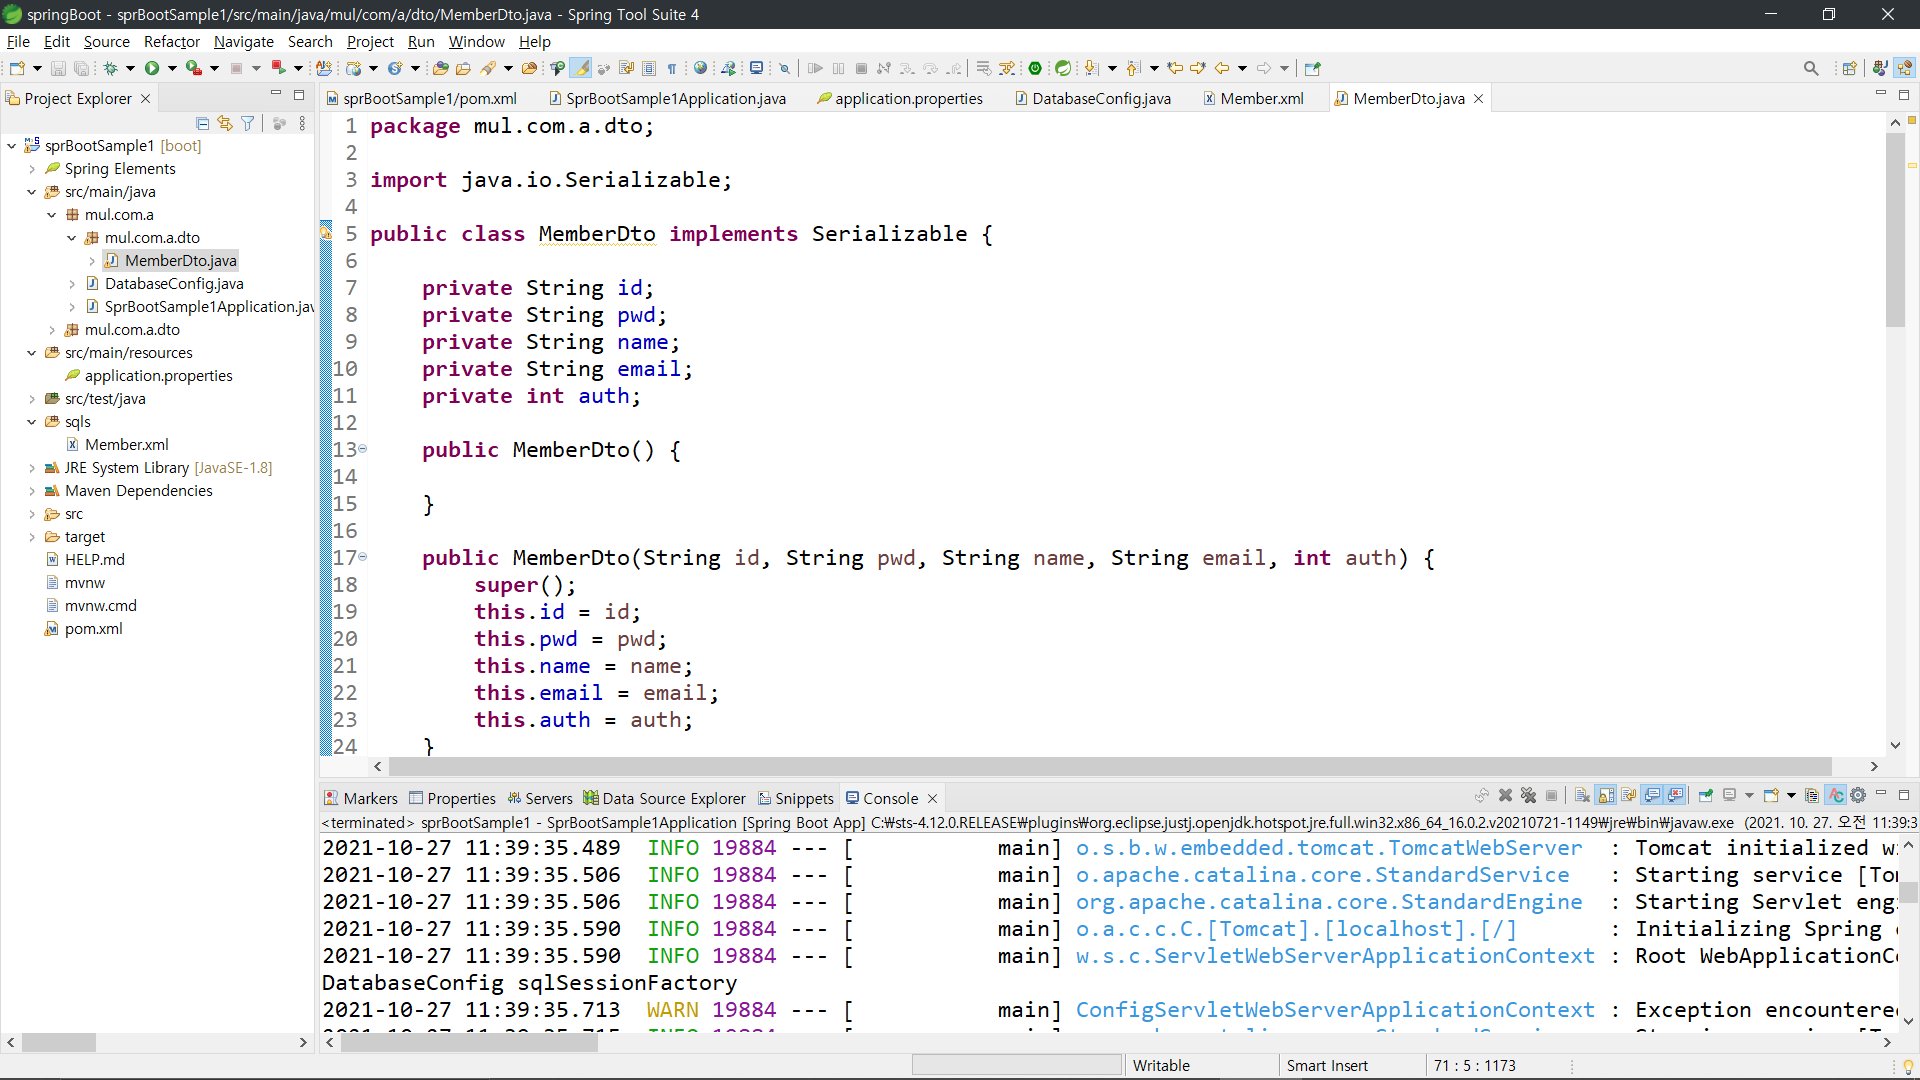 springBoot - sprBootSample1/src/main/java/mul/com/a/dto/MemberDto.java - Spring Tool Suite 4
File Edit Source Refactor Navigate Search Project Run Window Help
Project Explorer
sprBootSample1/pom.xml SprBootSample1Application.java application.properties DatabaseConfig.java Member.xml MemberDto.java
sprBootSample1 [boot]
Spring Elements
src/main/java
mul.com.a
mul.com.a.dto
MemberDto.java
DatabaseConfig.java
SprBootSample1Application.jav
mul.com.a.dto
src/main/resources
application.properties
src/test/java
sqls
Member.xml
JRE System Library [JavaSE-1.8]
Maven Dependencies
src
target
HELP.md
mvnw
mvnw.cmd
pom.xml
1 package mul.com.a.dto;
2
3 import java.io.Serializable;
4
5 public class MemberDto implements Serializable {
6
7 private String id;
8 private String pwd;
9 private String name;
10 private String email;
11 private int auth;
12
13 public MemberDto() {
14
15 }
16
17 public MemberDto(String id, String pwd, String name, String email, int auth) {
18 super();
19 this.id = id;
20 this.pwd = pwd;
21 this.name = name;
22 this.email = email;
23 this.auth = auth;
24 }
Markers Properties Servers Data Source Explorer Snippets Console
<terminated> sprBootSample1 - SprBootSample1Application [Spring Boot App] C:₩sts-4.12.0.RELEASE₩plugins₩org.eclipse.justj.openjdk.hotspot.jre.full.win32.x86_64_16.0.2.v20210721-1149₩jre₩bin₩javaw.exe (2021. 10. 27. 오전 11:39:3
2021-10-27 11:39:35.489 INFO 19884 --- [ main] o.s.b.w.embedded.tomcat.TomcatWebServer : Tomcat initialized wi
2021-10-27 11:39:35.506 INFO 19884 --- [ main] o.apache.catalina.core.StandardService : Starting service [Tom
2021-10-27 11:39:35.506 INFO 19884 --- [ main] org.apache.catalina.core.StandardEngine : Starting Servlet eng
2021-10-27 11:39:35.590 INFO 19884 --- [ main] o.a.c.c.C.[Tomcat].[localhost].[/] : Initializing Spring
2021-10-27 11:39:35.590 INFO 19884 --- [ main] w.s.c.ServletWebServerApplicationContext : Root WebApplicationCo
DatabaseConfig sqlSessionFactory
2021-10-27 11:39:35.713 WARN 19884 --- [ main] ConfigServletWebServerApplicationContext : Exception encountered
Writable Smart Insert 71 : 5 : 1173